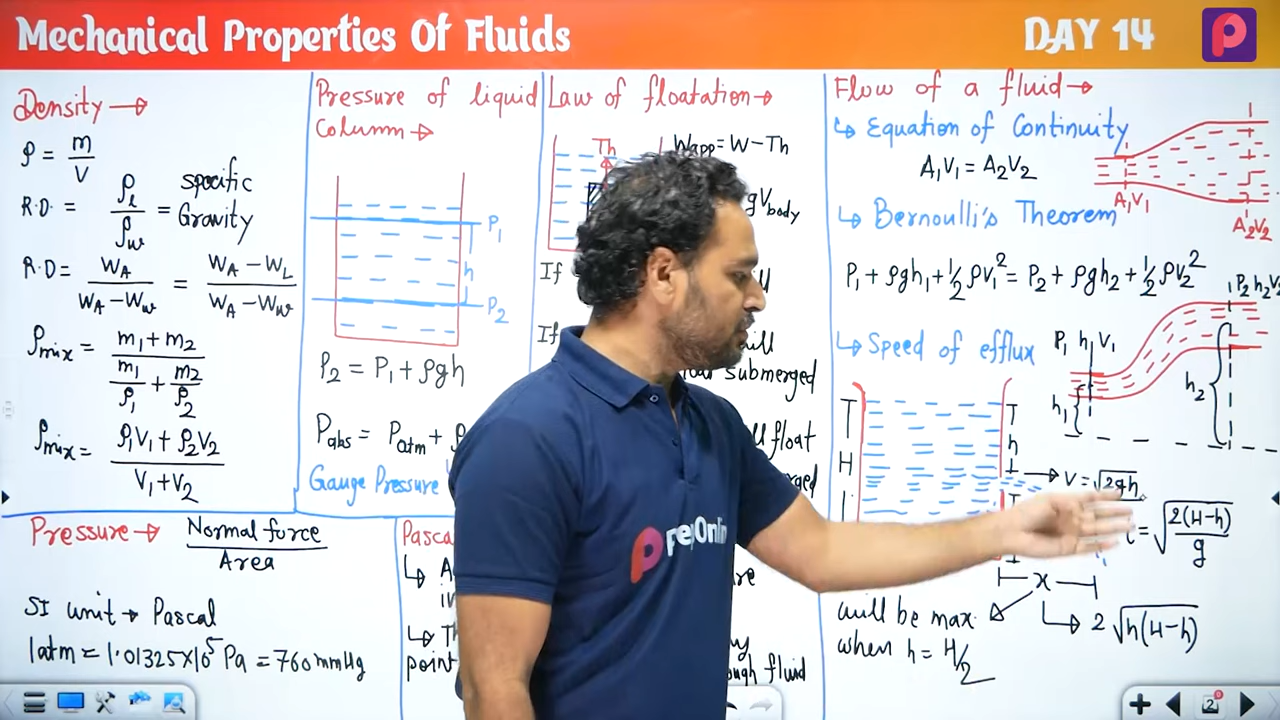 Mechanical Properties Of Fluids
DAY 14
Density →
ρ = m/V
R.D. = ρl/ρw = specific Gravity
R.D = WA/(WA−Ww) = (WA−WL)/(WA−Ww)
ρmix = (m1+m2)/(m1/ρ1 + m2/ρ2)
ρmix = (ρ1V1+ρ2V2)/(V1+V2)
Pressure of liquid
Column →
P1
h
P2
P2 = P1+ρgh
Pabs = Patm+
Gauge Pressure
Law of floatation →
Th
Wapp = W−Th
gVbody
If
If
submerged
float
Flow of a fluid →
↳ Equation of Continuity
A1V1 = A2V2
A1V1
A2V2
↳ Bernoulli's Theorem
P1+ρgh1+½ρv1² = P2+ρgh2+½ρv2²
P2 h2 V2
↳ Speed of efflux
P1 h1 V1
h1
h2
T
H
T
h
→ v = √2gh
= √(2(H−h)/g)
x
↳ 2√h(H−h)
will be max.
when h = H/2
Pressure → Normal force/Area
SI unit → Pascal
1atm = 1.01325×10⁵ Pa = 760mmHg
point
fluid